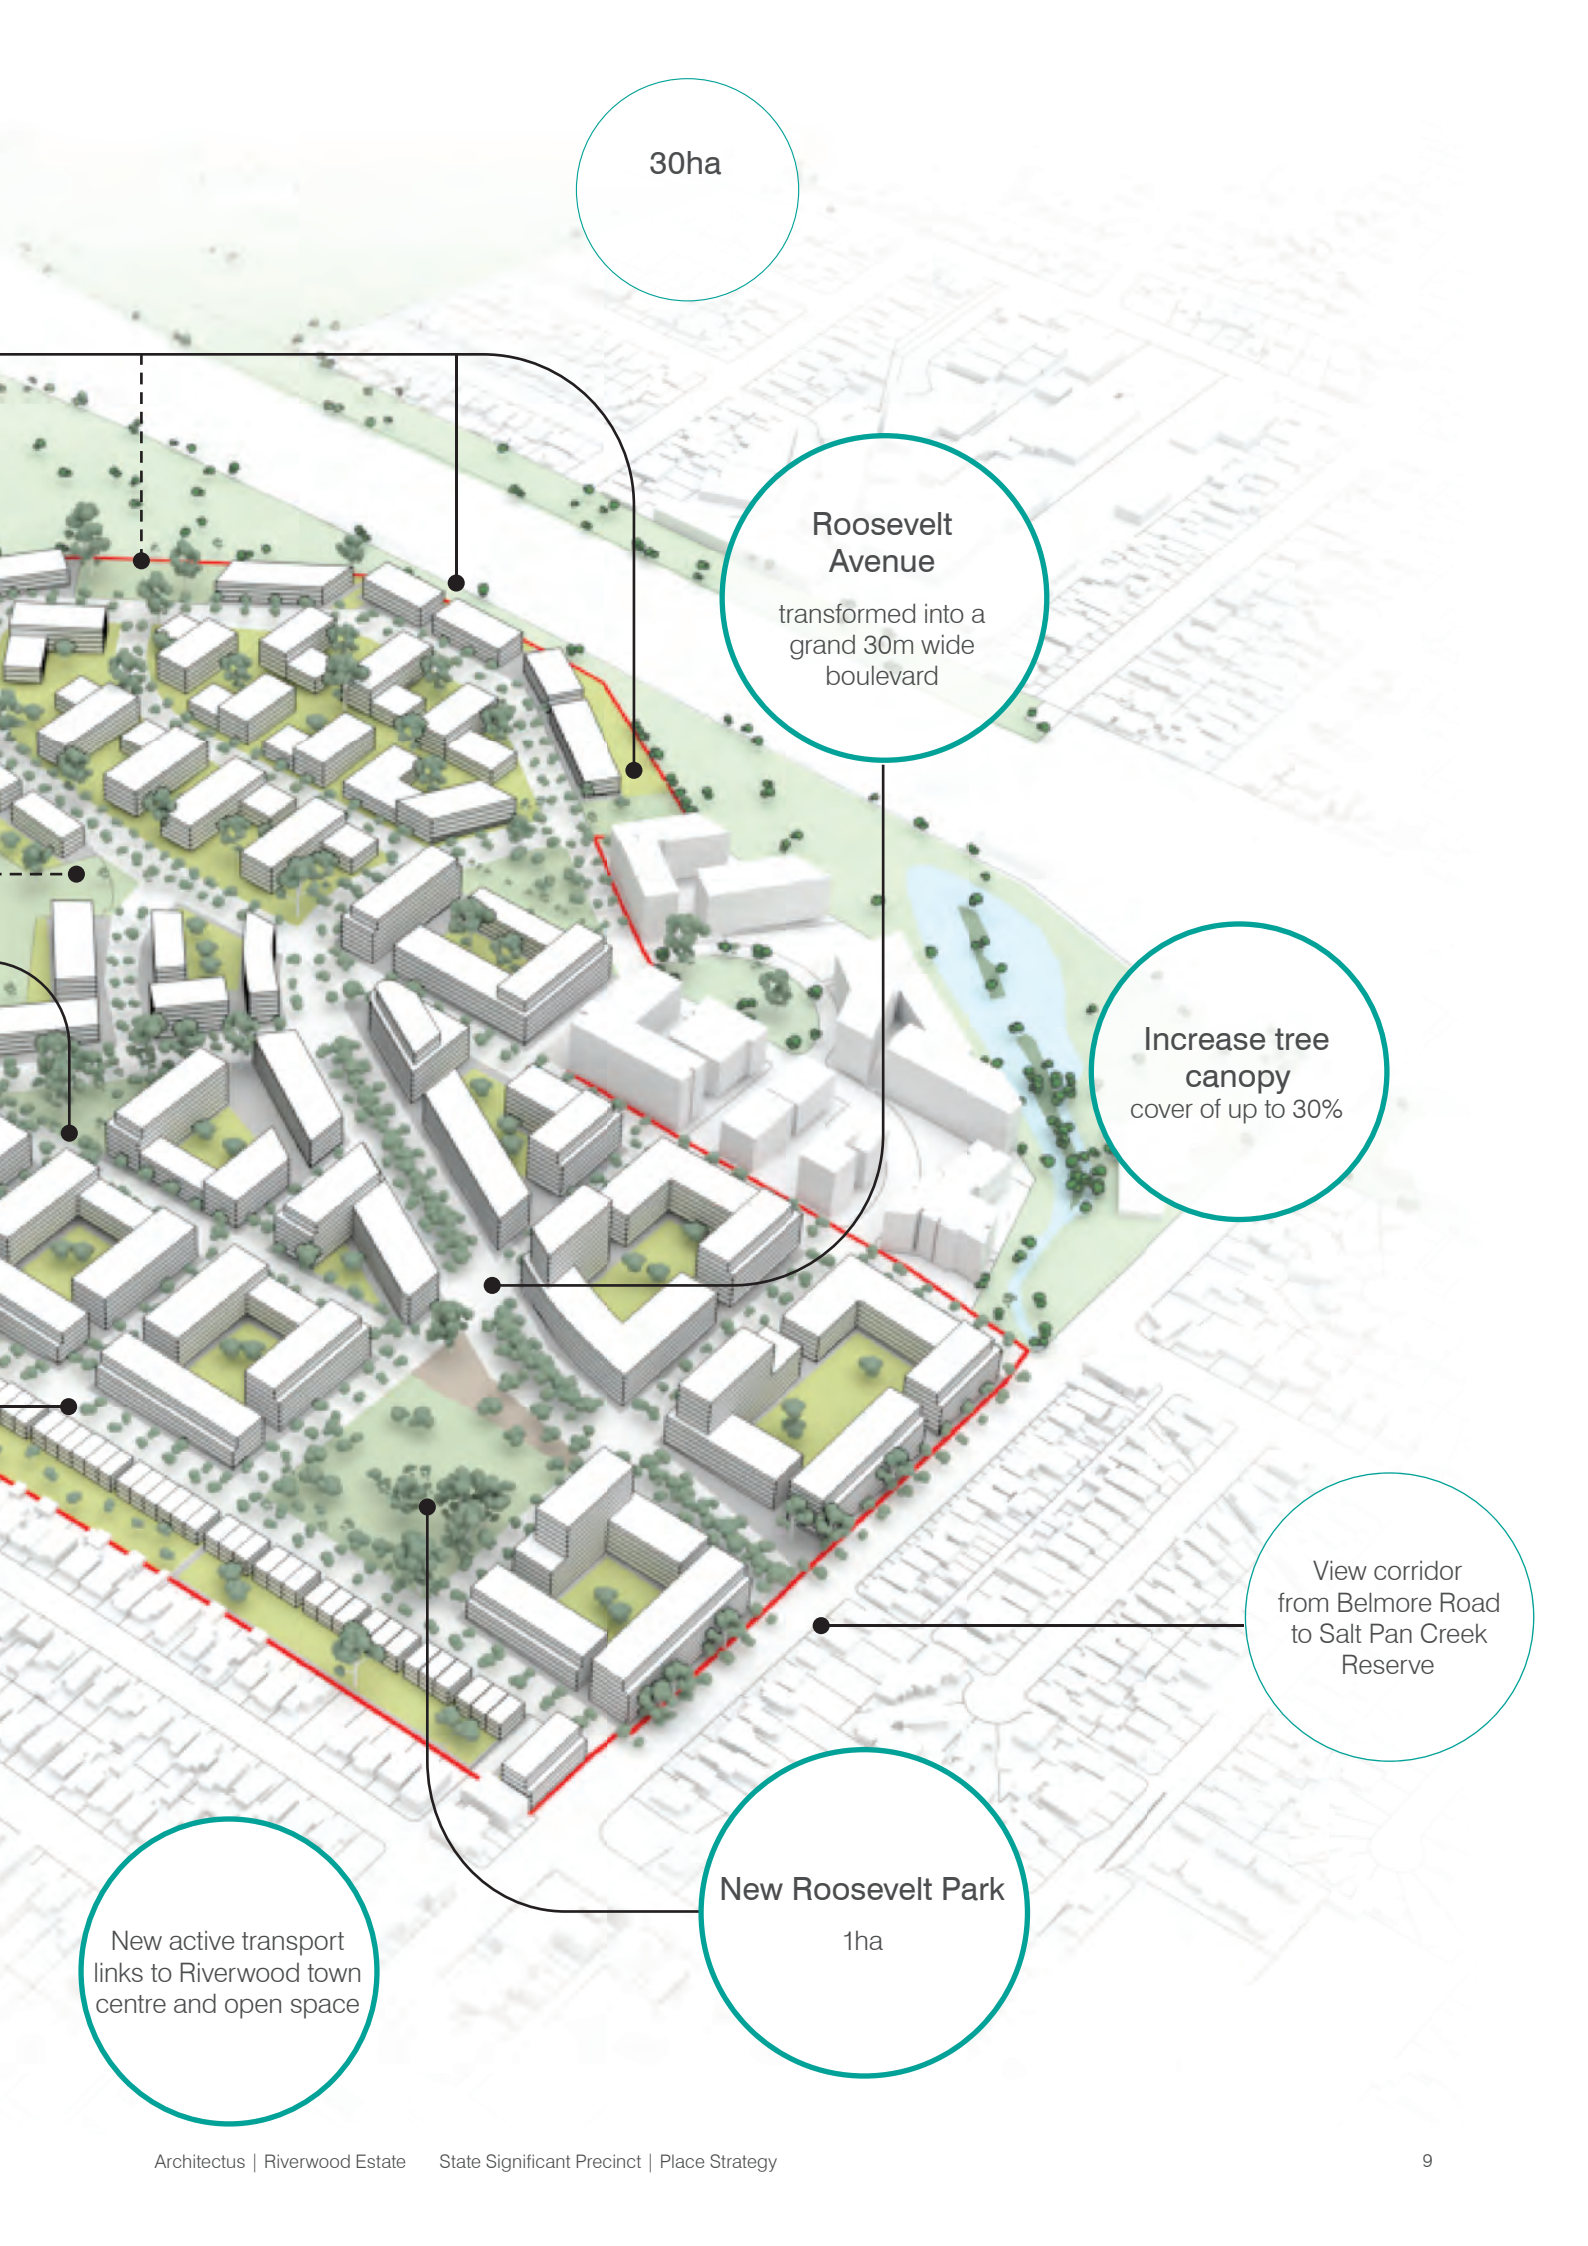 30ha
Roosevelt
Avenue
transformed into a
grand 30m wide
boulevard
Increase tree
canopy
cover of up to 30%
View corridor
from Belmore Road
to Salt Pan Creek
Reserve
New Roosevelt Park
1ha
New active transport
links to Riverwood town
centre and open space
Architectus | Riverwood Estate State Significant Precinct | Place Strategy 9